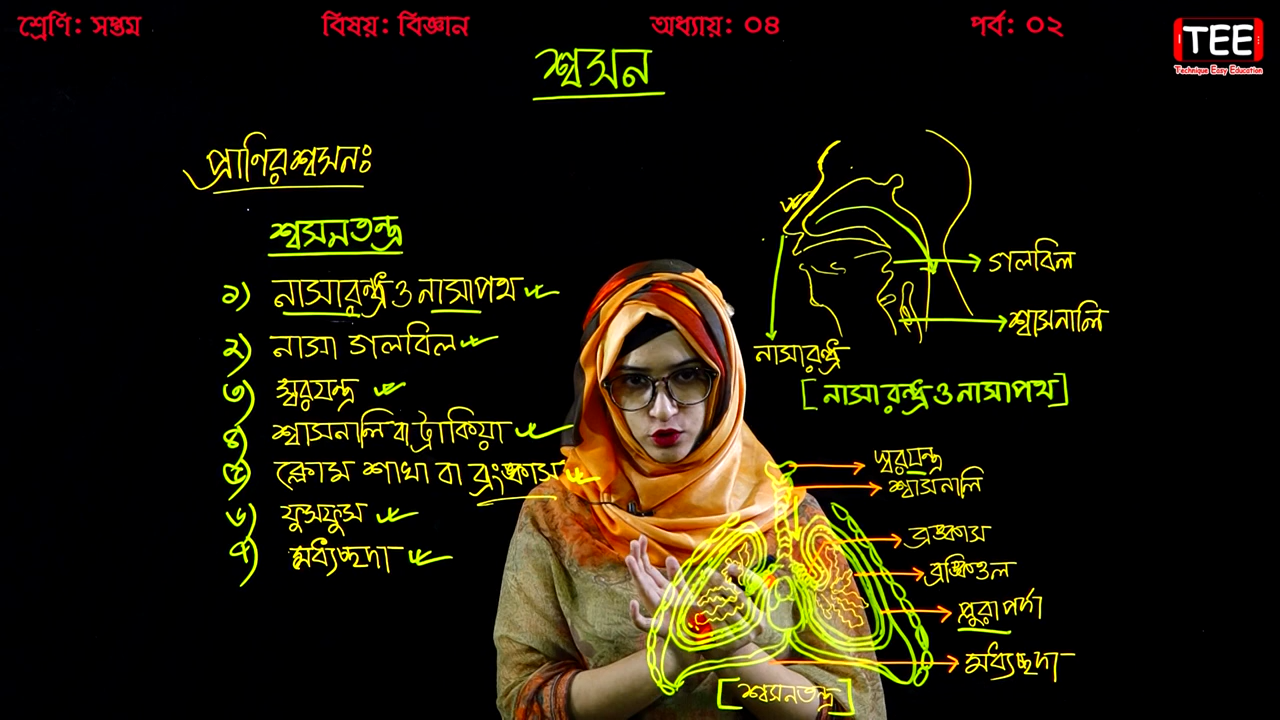 শ্রেণি: সপ্তম
বিষয়: বিজ্ঞান
অধ্যায়: ০৪
পর্ব: ০২
TEE
Technique Easy Education
শ্বসন
প্রাণির শ্বসনঃ
শ্বসনতন্ত্র
১) নাসারন্ধ্র ও নাসাপথ
২) নাসা গলবিল
৩) স্বরযন্ত্র
৪) শ্বাসনালি বা ট্রাকিয়া
৫) ক্লোম শাখা বা ব্রংঙ্কাস
৬) ফুসফুস
৭) মধ্যচ্ছদা
গলবিল
শ্বাসনালি
নাসারন্ধ্র
[নাসারন্ধ্র ও নাসাপথ]
স্বরযন্ত্র
শ্বাসনালি
ব্রঙ্কাস
ব্রঙ্কিওল
প্লুরা পর্দা
মধ্যচ্ছদা
[শ্বসনতন্ত্র]